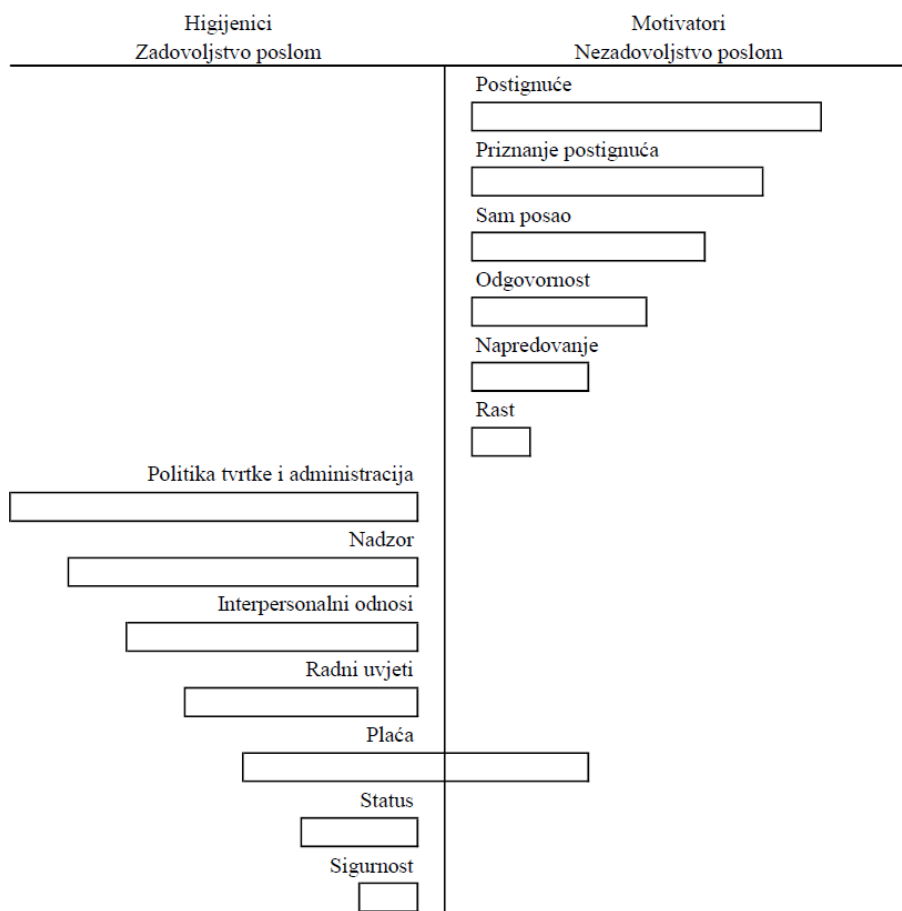 Higijenici
Zadovoljstvo poslom
Motivatori
Nezadovoljstvo poslom
Postignuće
Priznanje postignuća
Sam posao
Odgovornost
Napredovanje
Rast
Politika tvrtke i administracija
Nadzor
Interpersonalni odnosi
Radni uvjeti
Plaća
Status
Sigurnost